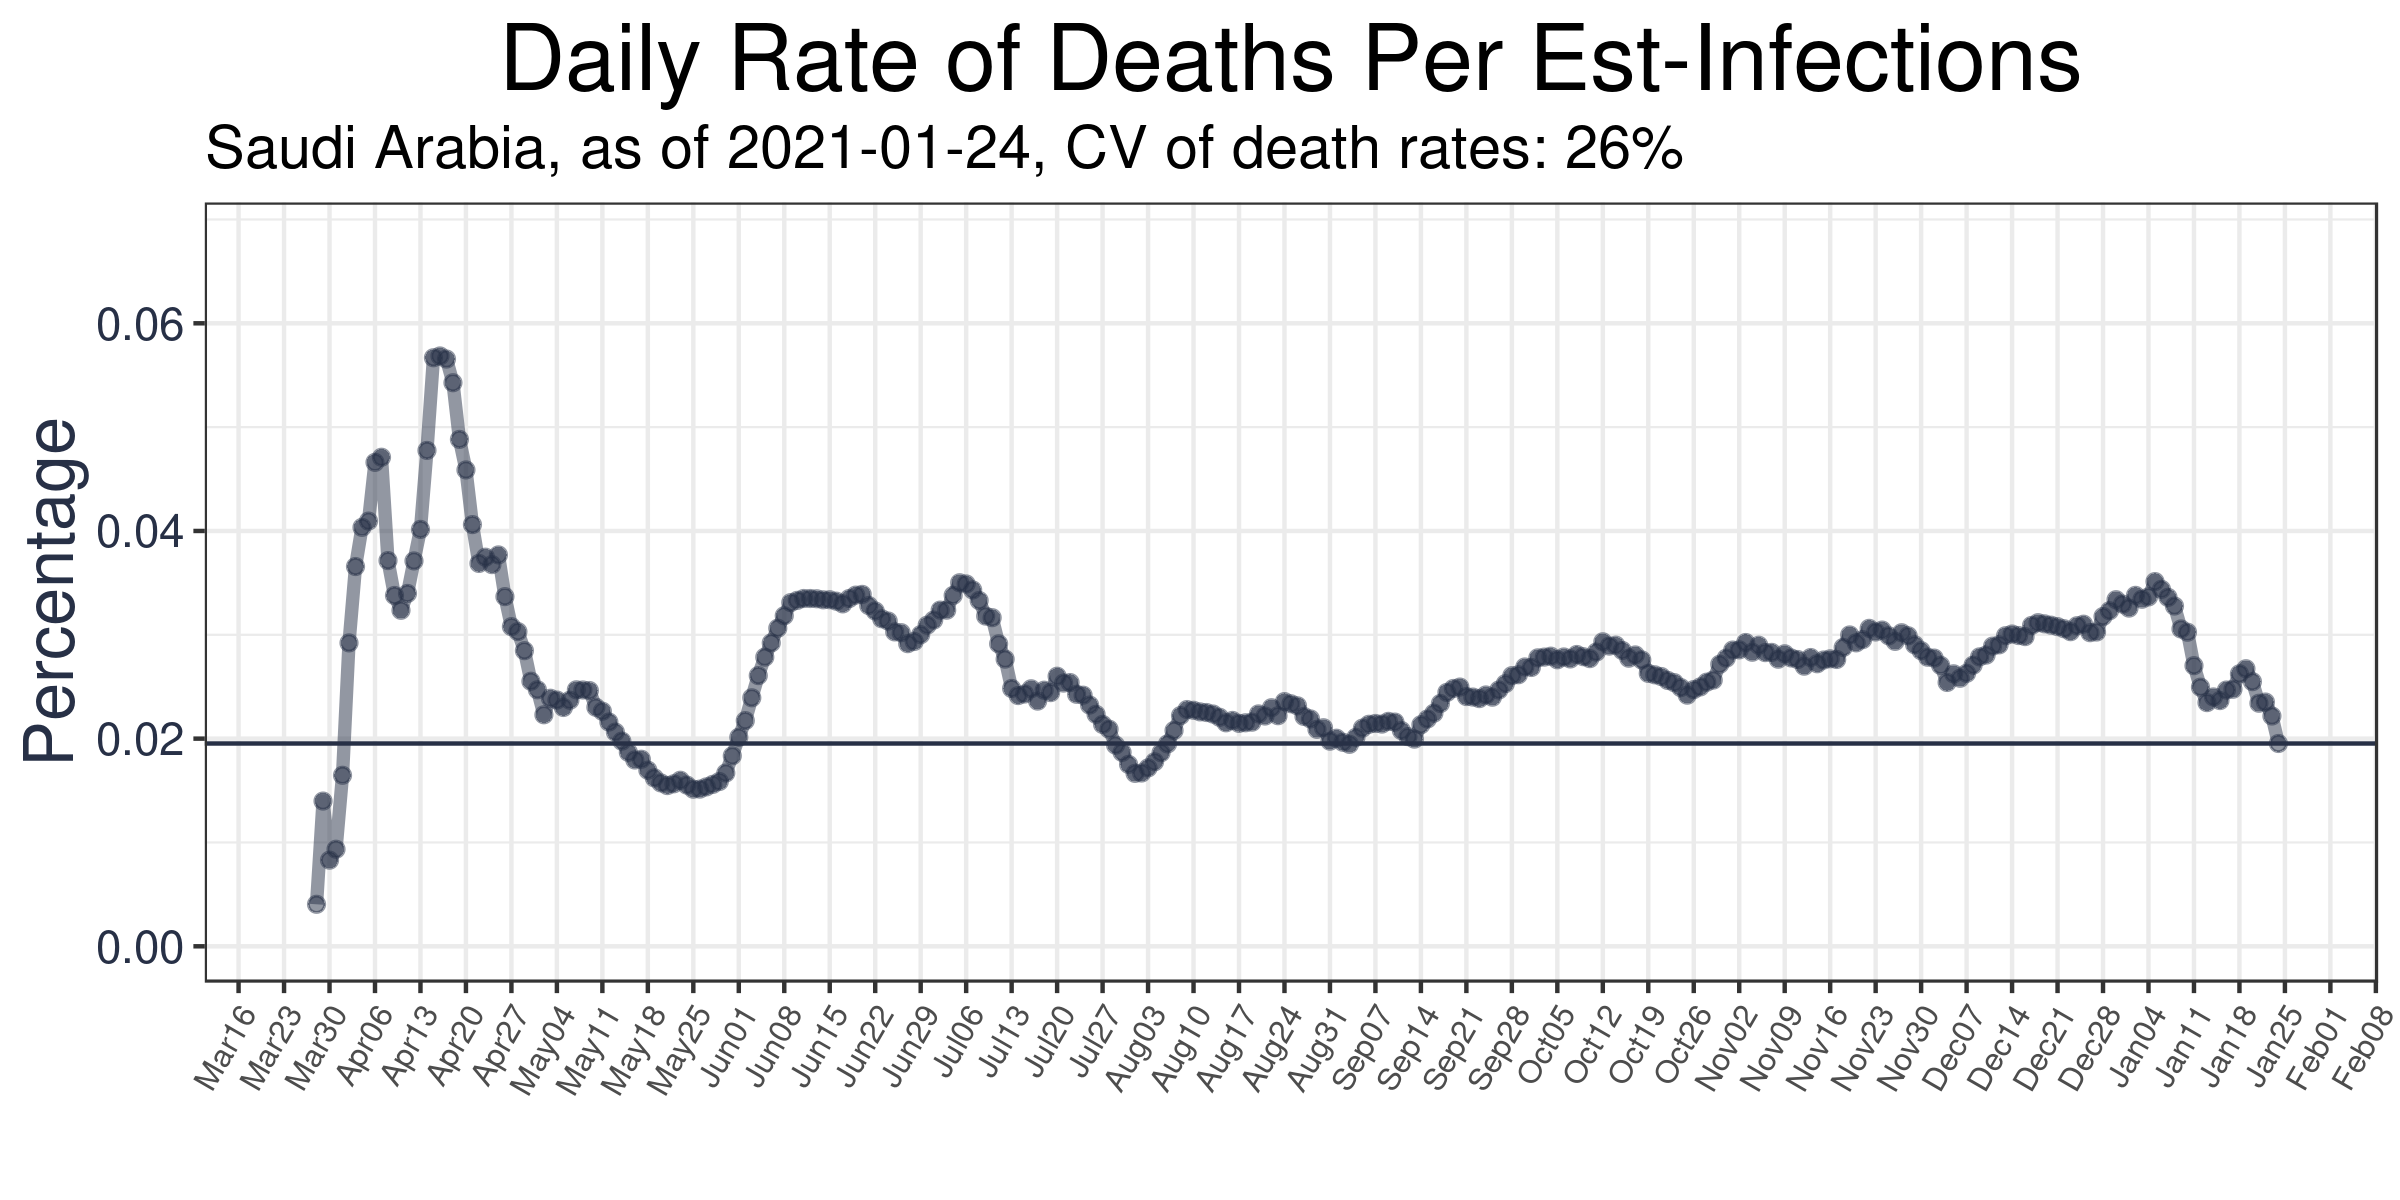 Daily Rate of Deaths Per Est-Infections
Saudi Arabia, as of 2021-01-24, CV of death rates: 26%
Percentage
0.06
0.04
0.02
0.00
Mar16
Mar23
Mar30
Apr06
Apr13
Apr20
Apr27
May04
May11
May18
May25
Jun01
Jun08
Jun15
Jun22
Jun29
Jul06
Jul13
Jul20
Jul27
Aug03
Aug10
Aug17
Aug24
Aug31
Sep07
Sep14
Sep21
Sep28
Oct05
Oct12
Oct19
Oct26
Nov02
Nov09
Nov16
Nov23
Nov30
Dec07
Dec14
Dec21
Dec28
Jan04
Jan11
Jan18
Jan25
Feb01
Feb08